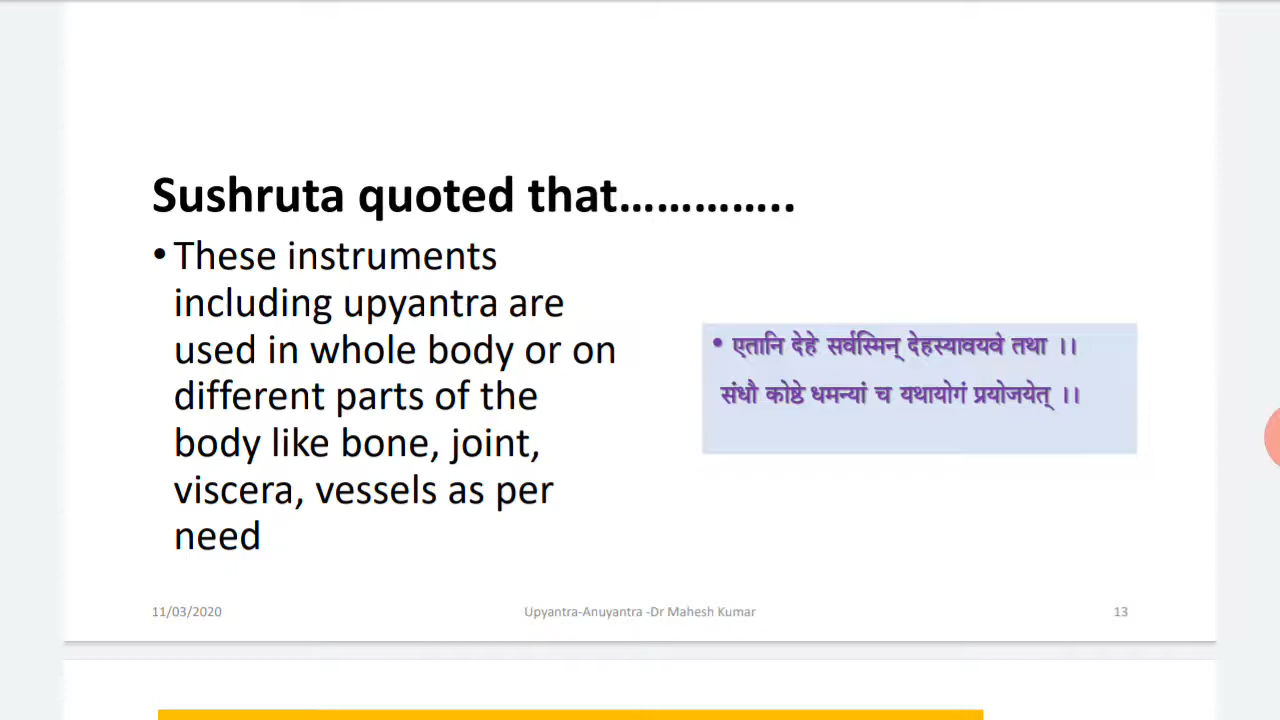 Sushruta quoted that…………..
• These instruments
including upyantra are
used in whole body or on
different parts of the
body like bone, joint,
viscera, vessels as per
need
• एतानि देहे सर्वस्मिन् देहस्यावयवे तथा ।।
संधौ कोष्ठे धमन्यां च यथायोगं प्रयोजयेत् ।।
11/03/2020
Upyantra-Anuyantra -Dr Mahesh Kumar
13